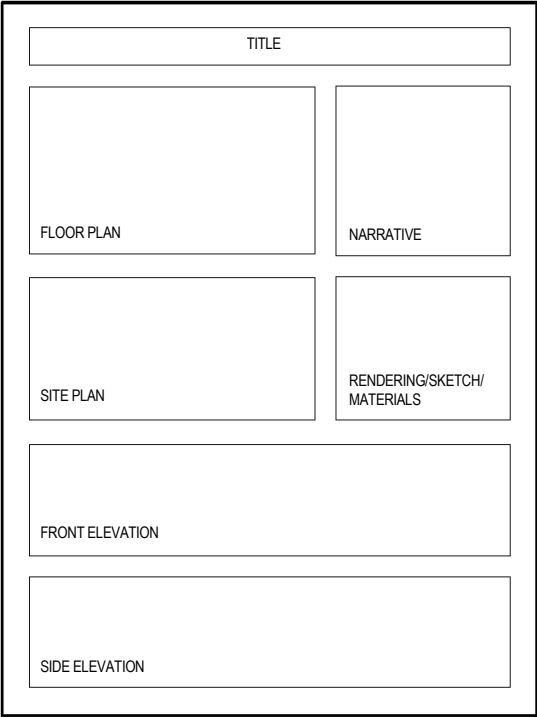 TITLE
FLOOR PLAN
NARRATIVE
SITE PLAN
RENDERING/SKETCH/
MATERIALS
FRONT ELEVATION
SIDE ELEVATION